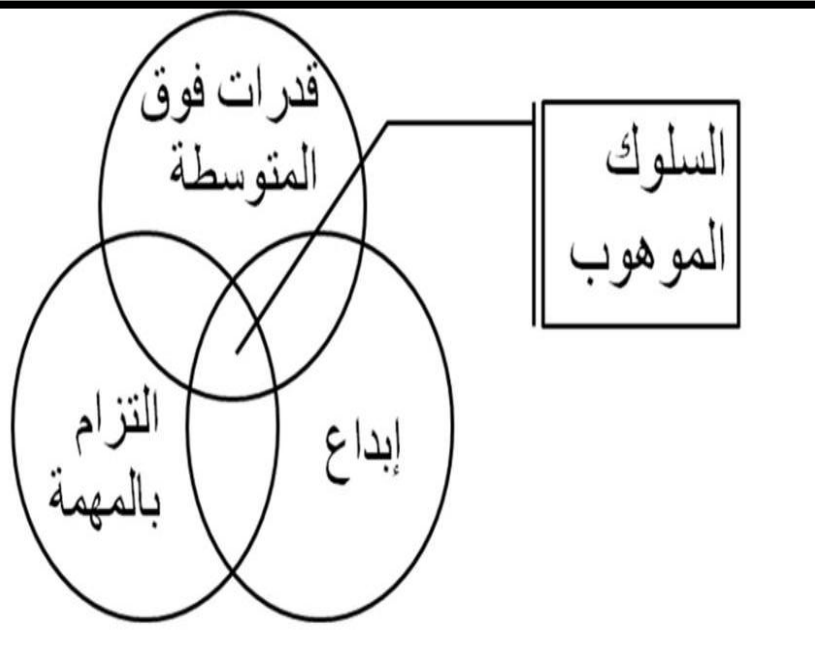 قدرات فوق
المتوسطة
السلوك
الموهوب
التزام
بالمهمة
إبداع